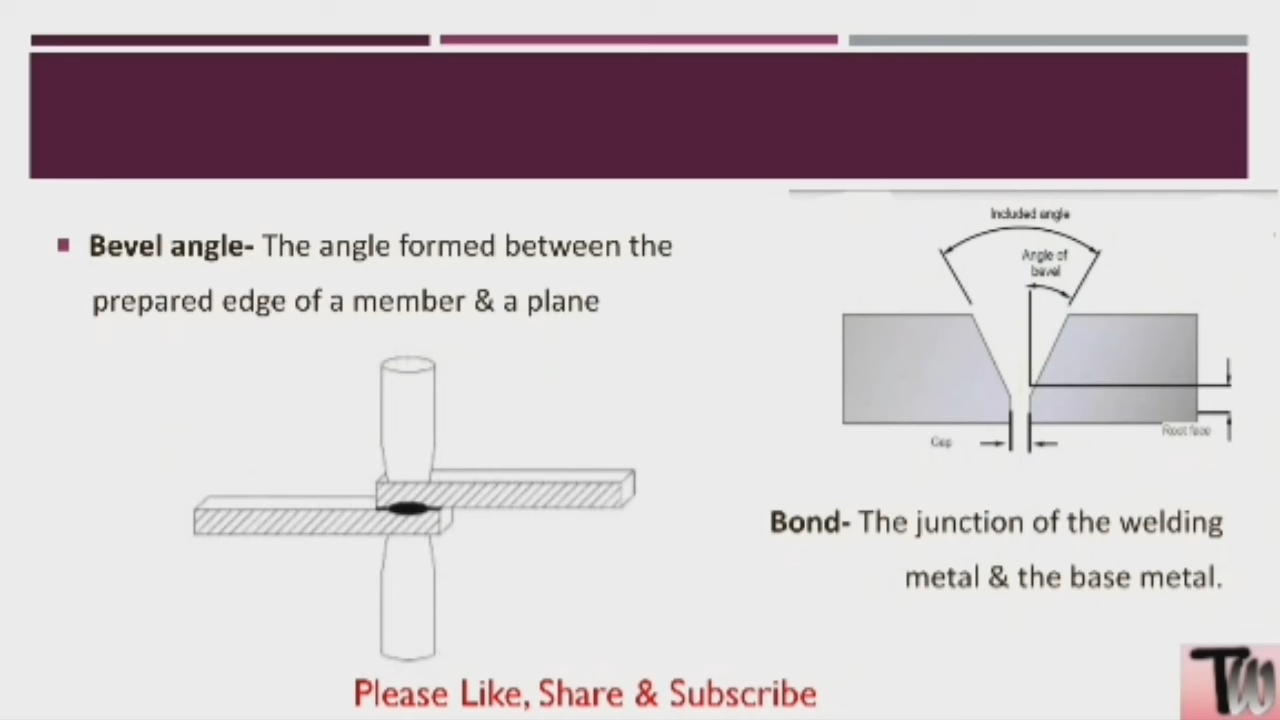 Bevel angle- The angle formed between the
prepared edge of a member & a plane
Included angle
Angle of
bevel
Gap
Root face
Bond- The junction of the welding
metal & the base metal.
Please Like, Share & Subscribe
TW